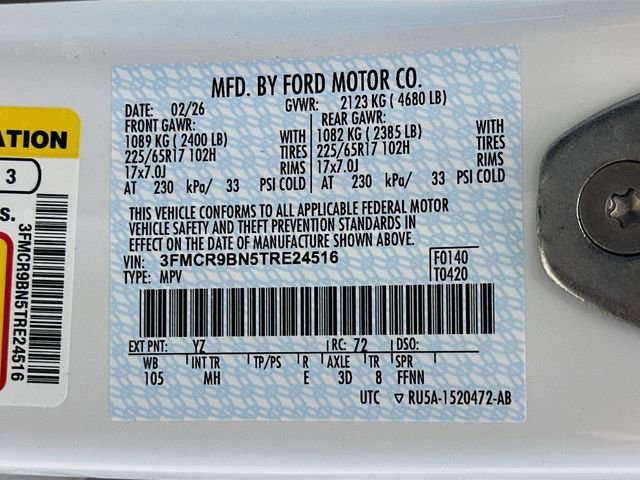 MFD. BY FORD MOTOR CO.
DATE: 02/26 GVWR: 2123 KG ( 4680 LB)
FRONT GAWR: REAR GAWR:
1089 KG ( 2400 LB) WITH 1082 KG ( 2385 LB) WITH
225/65R17 102H TIRES 225/65R17 102H TIRES
17x7.0J RIMS 17x7.0J RIMS
AT 230 kPa/ 33 PSI COLD AT 230 kPa/ 33 PSI COLD
THIS VEHICLE CONFORMS TO ALL APPLICABLE FEDERAL MOTOR
VEHICLE SAFETY AND THEFT PREVENTION STANDARDS IN
EFFECT ON THE DATE OF MANUFACTURE SHOWN ABOVE.
VIN: 3FMCR9BN5TRE24516 F0140
TYPE: MPV T0420
EXT PNT: YZ RC: 72 DSO:
WB INT TR TP/PS R AXLE TR SPR
105 MH E 3D 8 FFNN
UTC ▽ RU5A-1520472-AB
ATION
3
s.
3FMCR9BN5TRE24516